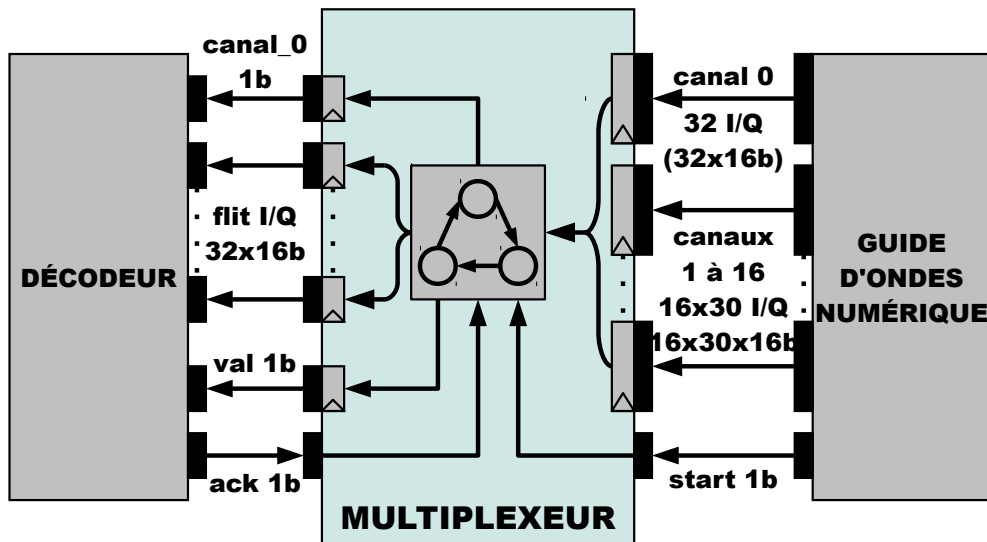 DÉCODEUR
canal_0
1b
flit I/Q
32x16b
val 1b
ack 1b
MULTIPLEXEUR
canal 0
32 I/Q
(32x16b)
canaux
1 à 16
16x30 I/Q
16x30x16b
start 1b
GUIDE
D'ONDES
NUMÉRIQUE